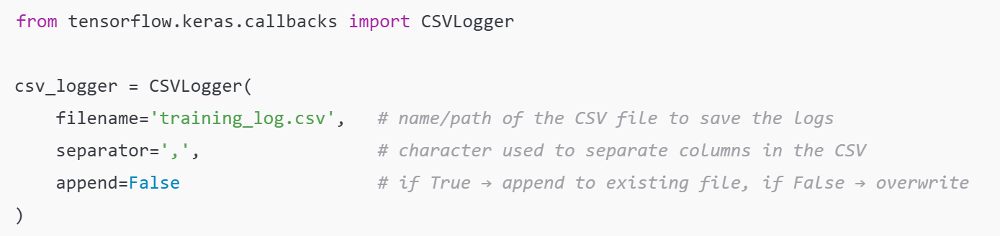 from tensorflow.keras.callbacks import CSVLogger

csv_logger = CSVLogger(
    filename='training_log.csv',   # name/path of the CSV file to save the logs
    separator=',',                 # character used to separate columns in the CSV
    append=False                   # if True → append to existing file, if False → overwrite
)